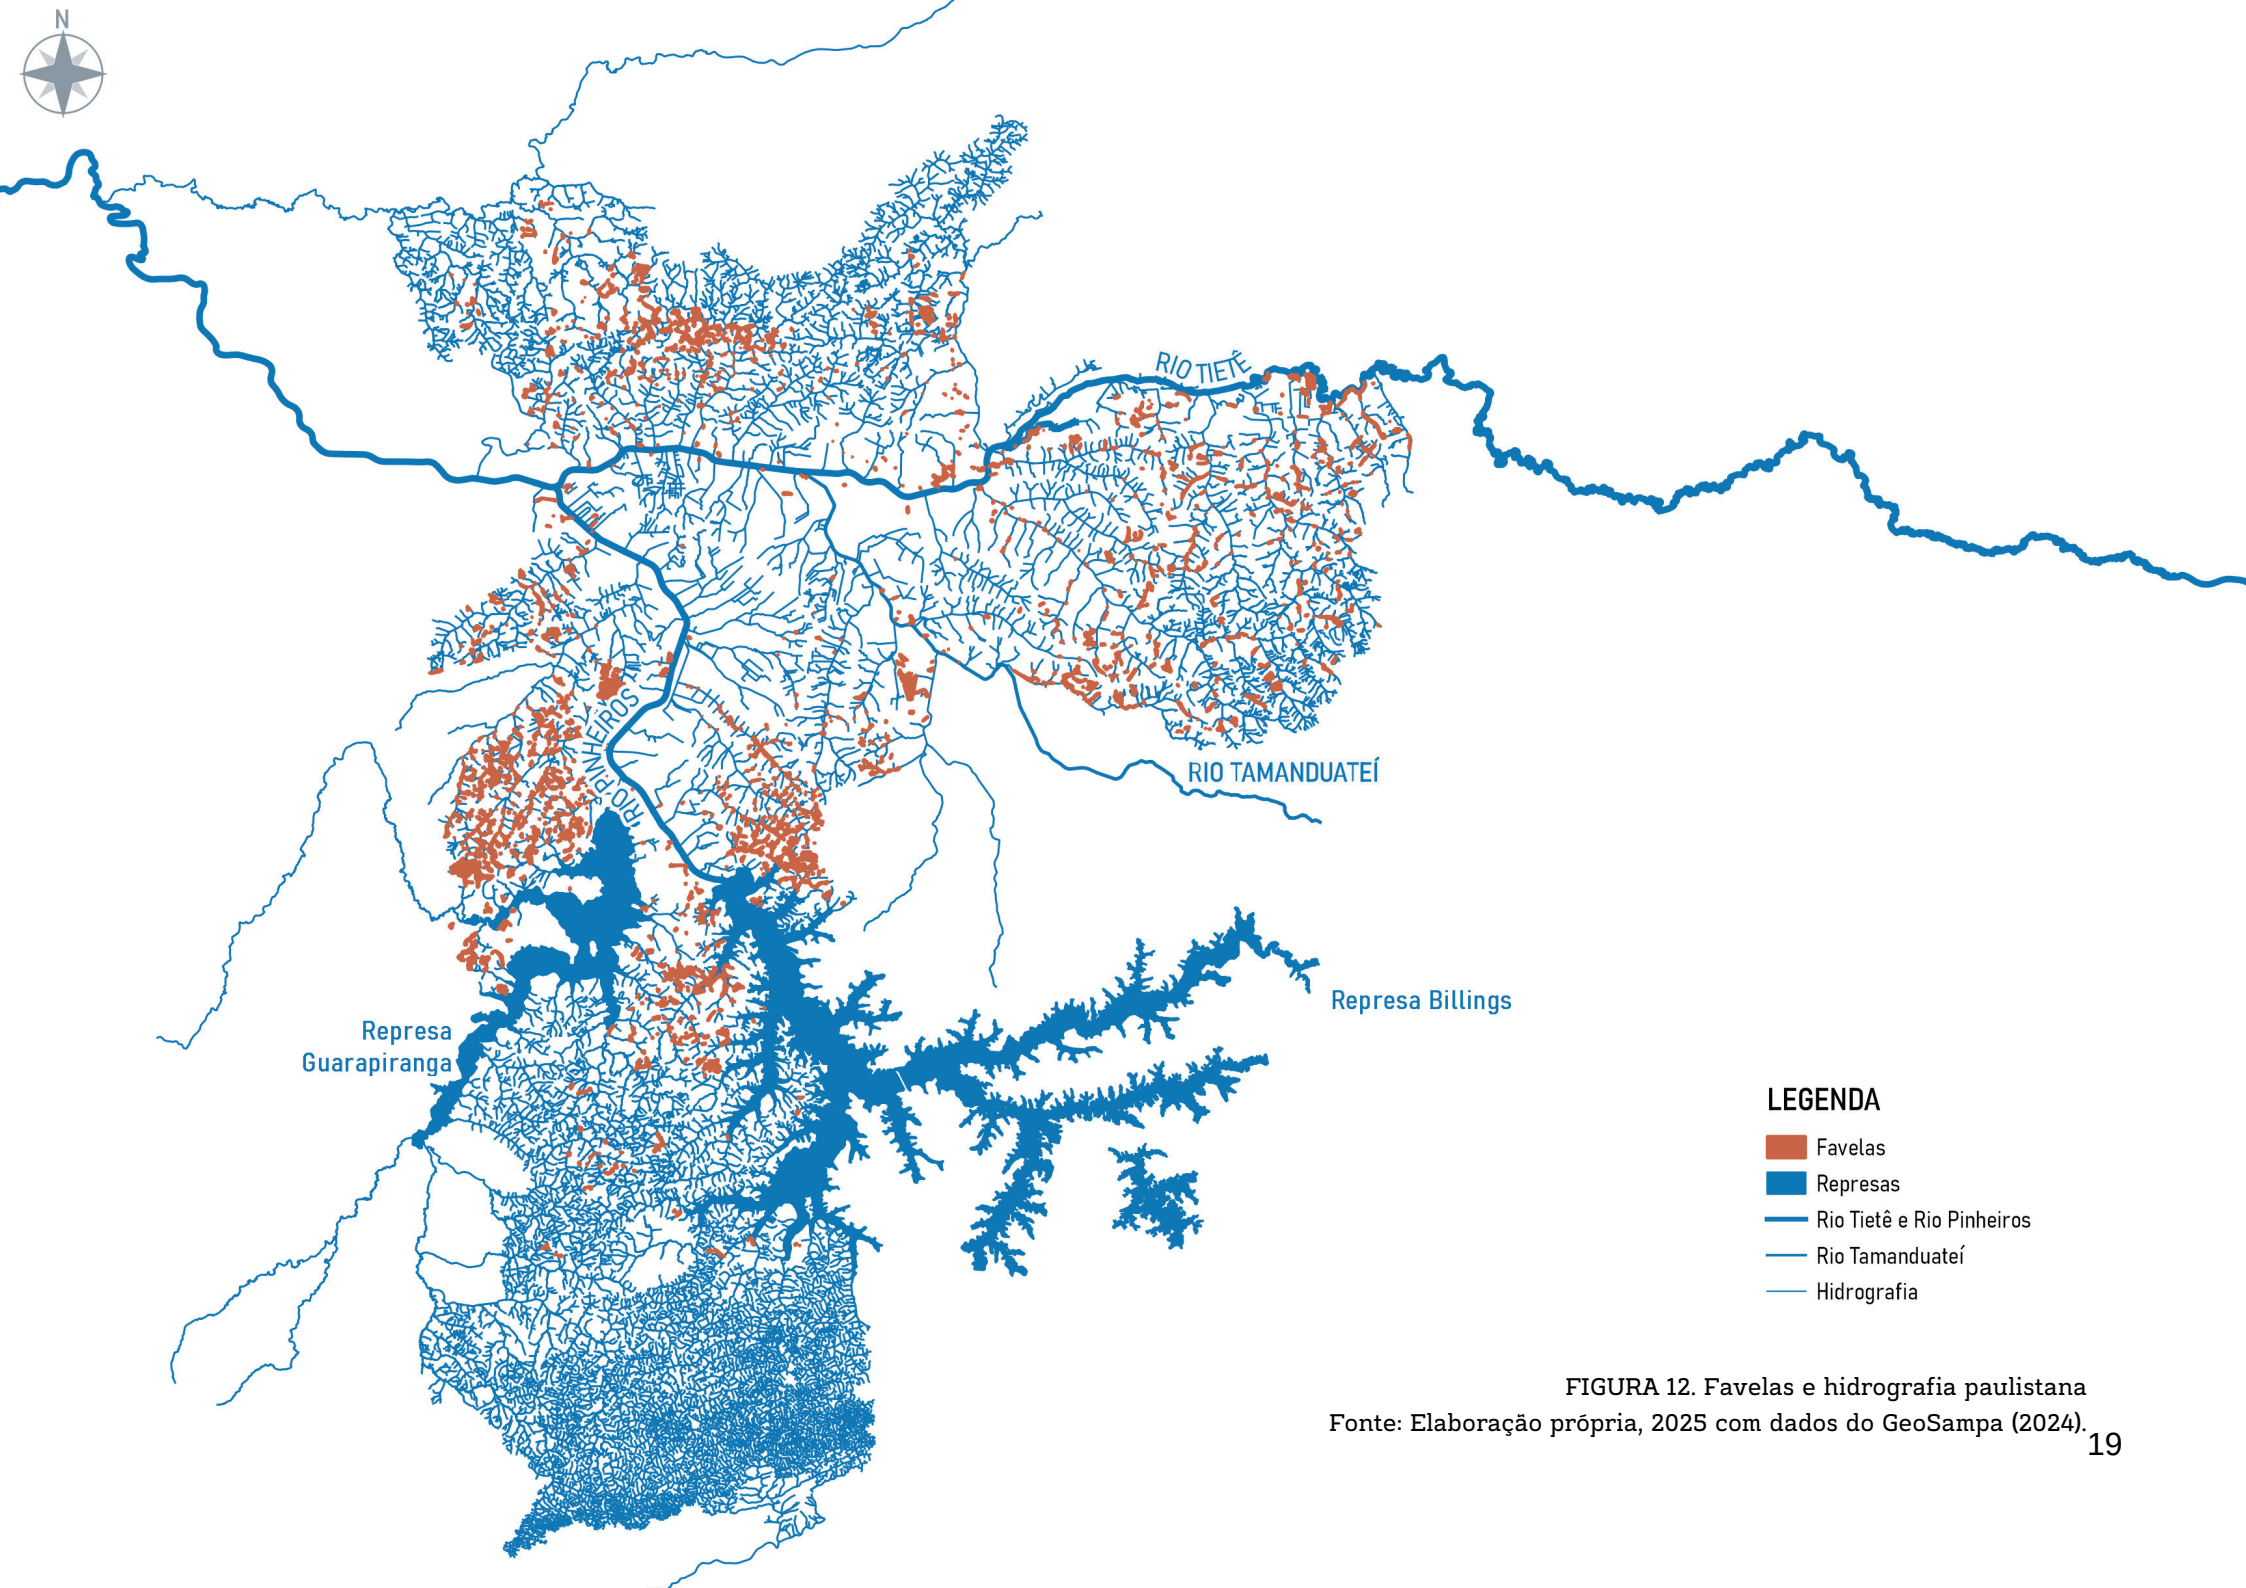 N
RIO TIETÊ
RIO PINHEIROS
RIO TAMANDUATEÍ
Represa Billings
Represa
Guarapiranga
LEGENDA
Favelas
Represas
Rio Tietê e Rio Pinheiros
Rio Tamanduateí
Hidrografia
FIGURA 12. Favelas e hidrografia paulistana
Fonte: Elaboração própria, 2025 com dados do GeoSampa (2024).
19